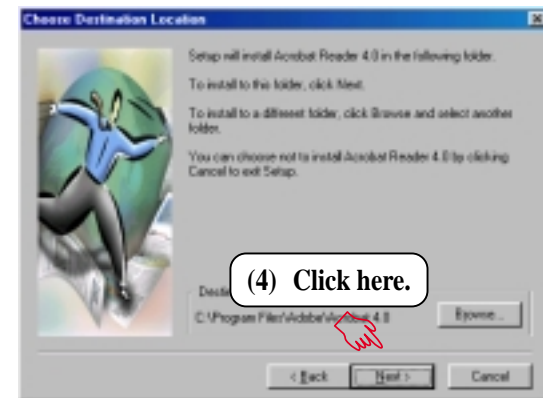 Choose Destination Location
Setup will install Acrobat Reader 4.0 in the following folder.
To install to this folder, click Next.
To install to a different folder, click Browse and select another
folder.
You can choose not to install Acrobat Reader 4.0 by clicking
Cancel to exit Setup.
(4) Click here.
C:\Program Files\Adobe\Acrobat 4.0
Browse...
< Back
Next >
Cancel